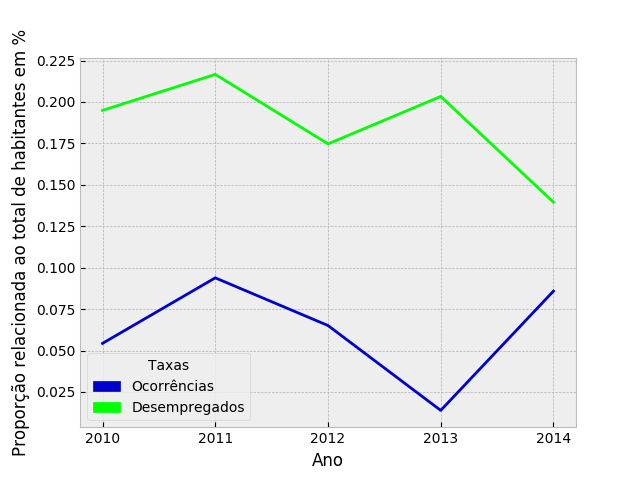 Proporção relacionada ao total de habitantes em %
0.225
0.200
0.175
0.150
0.125
0.100
0.075
0.050
0.025
Taxas
Ocorrências
Desempregados
2010 2011 2012 2013 2014
Ano